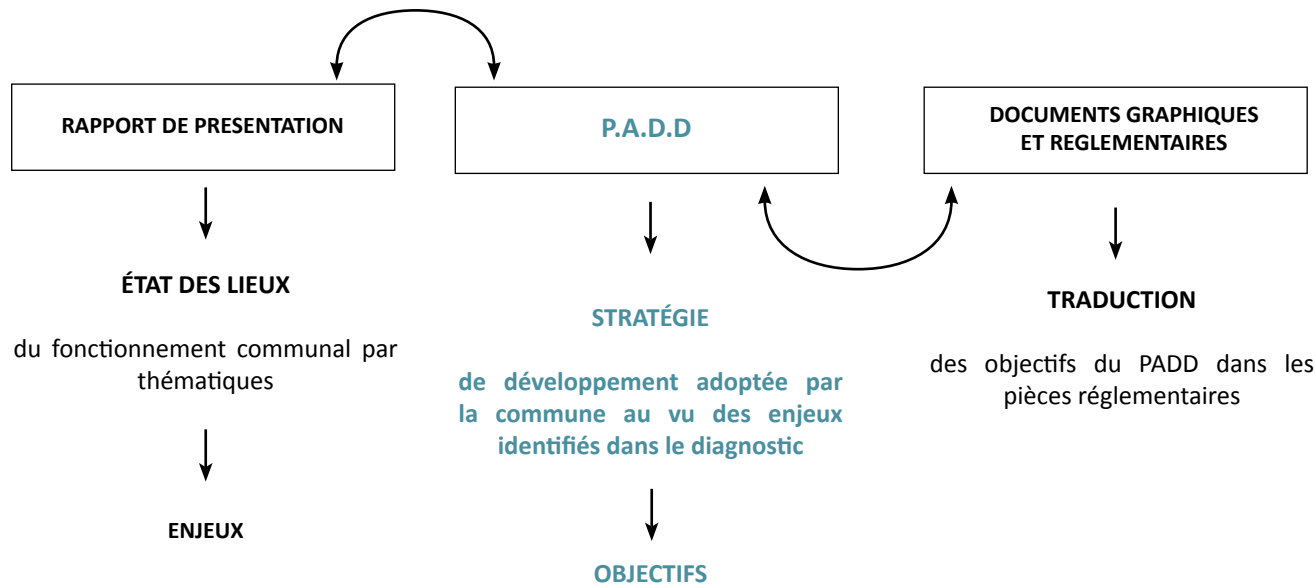 RAPPORT DE PRESENTATION
ÉTAT DES LIEUX
du fonctionnement communal par
thématiques
ENJEUX
P.A.D.D
STRATÉGIE
de développement adoptée par
la commune au vu des enjeux
identifiés dans le diagnostic
OBJECTIFS
DOCUMENTS GRAPHIQUES
ET REGLEMENTAIRES
TRADUCTION
des objectifs du PADD dans les
pièces réglementaires